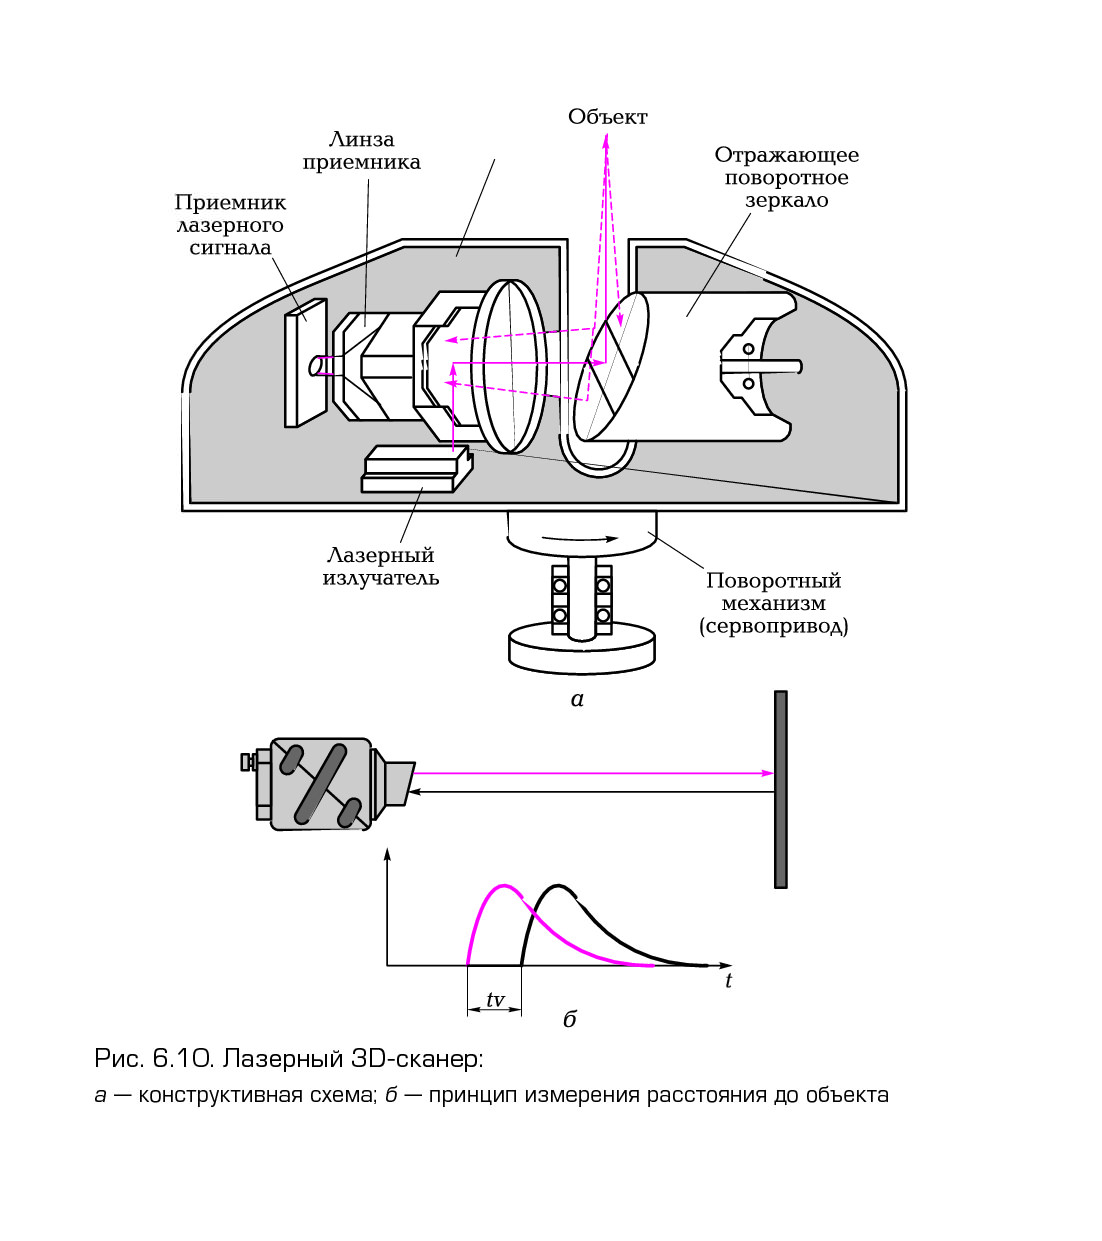 Объект
Линза
приемника
Отражающее
поворотное
зеркало
Приемник
лазерного
сигнала
Лазерный
излучатель
Поворотный
механизм
(сервопривод)
а
t
tv
б
Рис. 6.10. Лазерный 3D-сканер:
а — конструктивная схема; б — принцип измерения расстояния до объекта